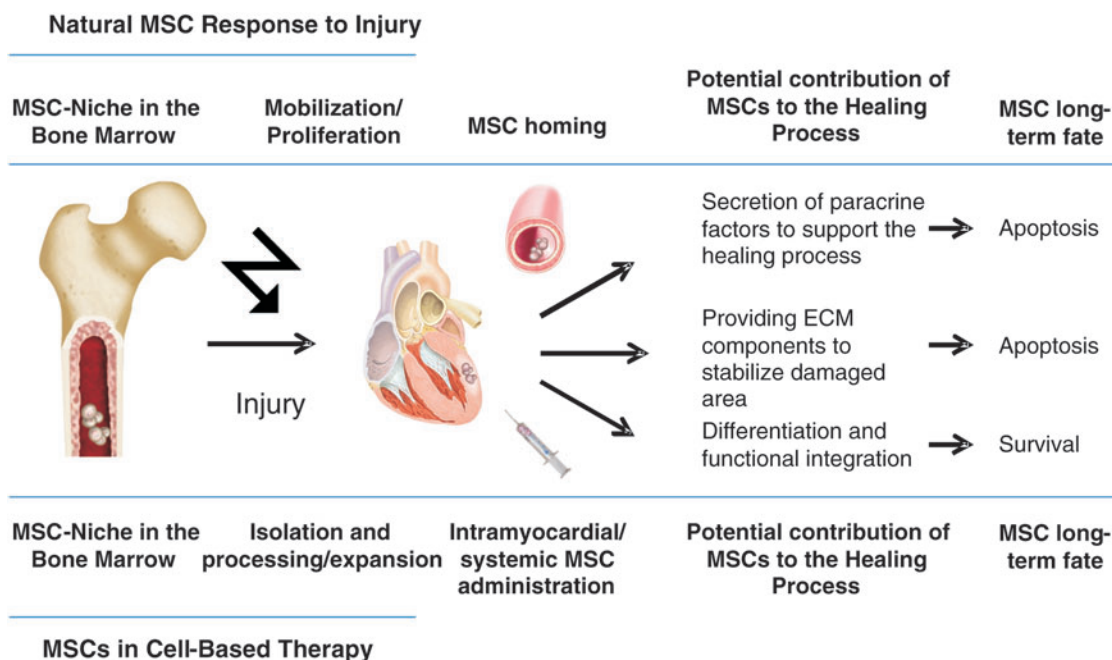 Natural MSC Response to Injury
MSC-Niche in the
Bone Marrow
Mobilization/
Proliferation
MSC homing
Potential contribution of
MSCs to the Healing
Process
MSC long-
term fate
Injury
Secretion of paracrine
factors to support the
healing process
Apoptosis
Providing ECM
components to
stabilize damaged
area
Apoptosis
Differentiation and
functional integration
Survival
MSC-Niche in the
Bone Marrow
Isolation and
processing/expansion
Intramyocardial/
systemic MSC
administration
Potential contribution of
MSCs to the Healing
Process
MSC long-
term fate
MSCs in Cell-Based Therapy